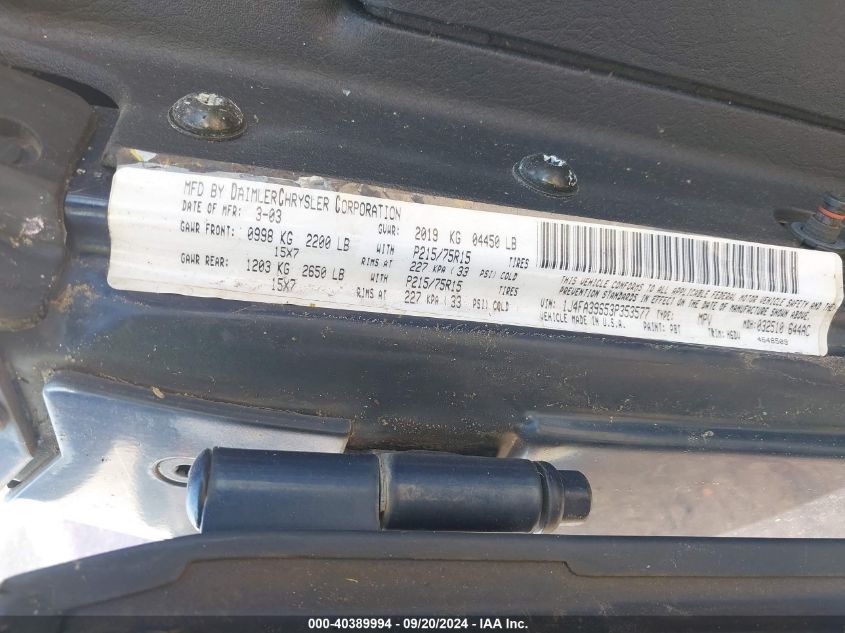 MFD BY DAIMLERCHRYSLER CORPORATION
DATE OF MFR: 3-03 GVWR: 2019 KG 04450 LB
GAWR FRONT: 0998 KG 2200 LB WITH P215/75R15 TIRES
15X7 RIMS AT 227 KPA ( 33 PSI) COLD
GAWR REAR: 1203 KG 2650 LB WITH P215/75R15 TIRES
15X7 RIMS AT 227 KPA ( 33 PSI) COLD
THIS VEHICLE CONFORMS TO ALL APPLICABLE FEDERAL MOTOR VEHICLE SAFETY AND THEFT
PREVENTION STANDARDS IN EFFECT ON THE DATE OF MANUFACTURE SHOWN ABOVE.
VIN: 1J4FA39S53P353577 TYPE: MPV MDH: 032510 644AC
VEHICLE MADE IN U.S.A. PAINT: PBT TRIM:
4648509
000-40389994 - 09/20/2024 - IAA Inc.